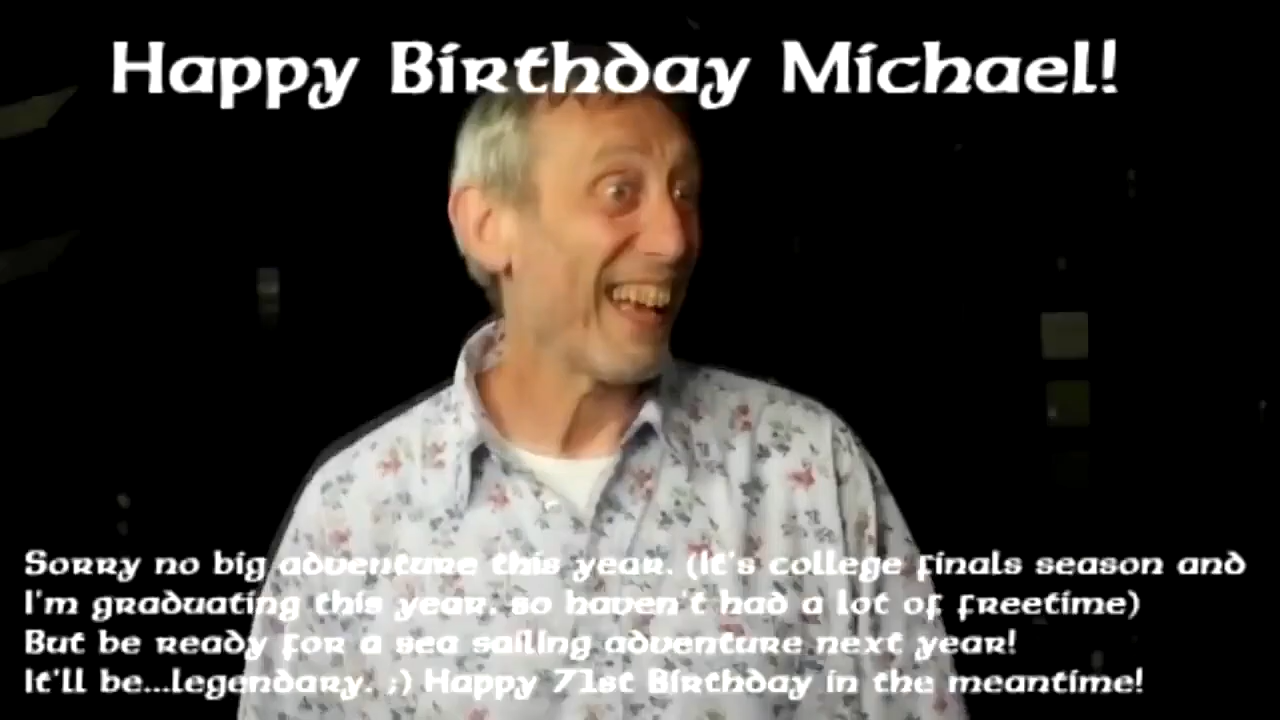 Happy Birthday Michael!
Sorry no big adventure this year. (It's college finals season and
I'm graduating this year. so haven't had a lot of freetime)
But be ready for a sea sailing adventure next year!
It'll be...legendary. ;) Happy 71st Birthday in the meantime!